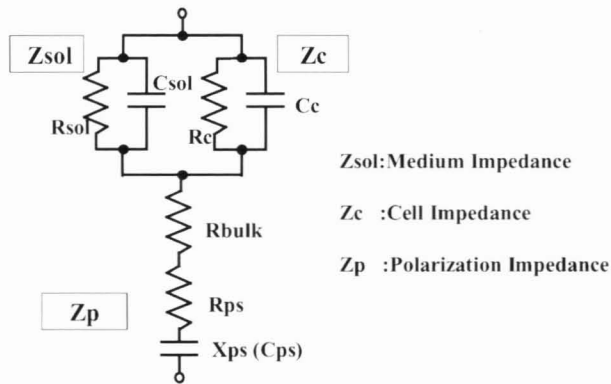 Zsol
Zc
Csol
Rsol
Rc
Cc
Zsol:Medium Impedance
Zc :Cell Impedance
Zp :Polarization Impedance
Rbulk
Rps
Zp
Xps (Cps)